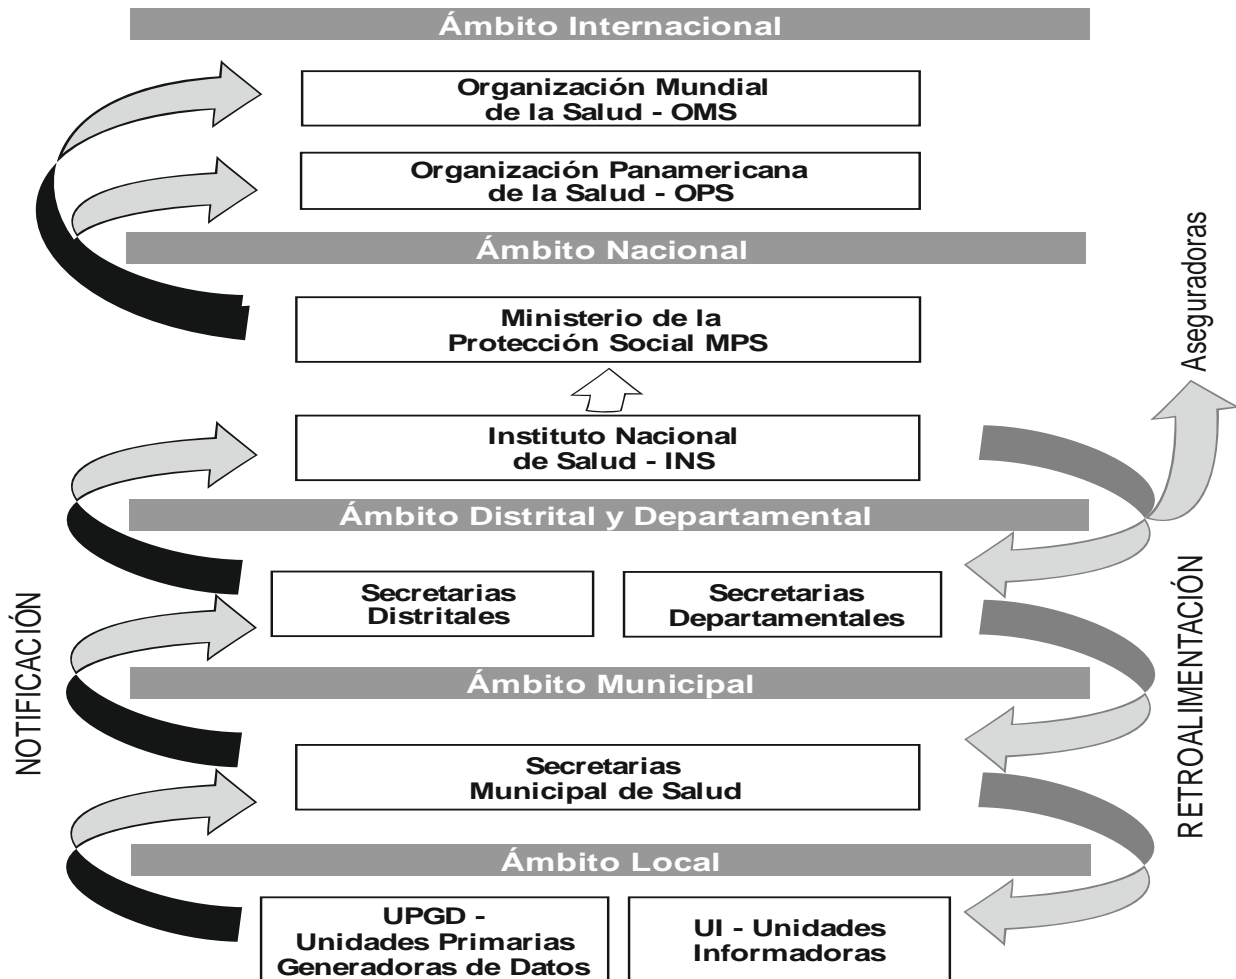 Ámbito Internacional
Organización Mundial
de la Salud - OMS
Organización Panamericana
de la Salud - OPS
Ámbito Nacional
Ministerio de la
Protección Social MPS
Aseguradoras
Instituto Nacional
de Salud - INS
Ámbito Distrital y Departamental
Secretarias
Distritales
Secretarias
Departamentales
NOTIFICACIÓN
RETROALIMENTACIÓN
Ámbito Municipal
Secretarias
Municipal de Salud
Ámbito Local
UPGD -
Unidades Primarias
Generadoras de Datos
UI - Unidades
Informadoras